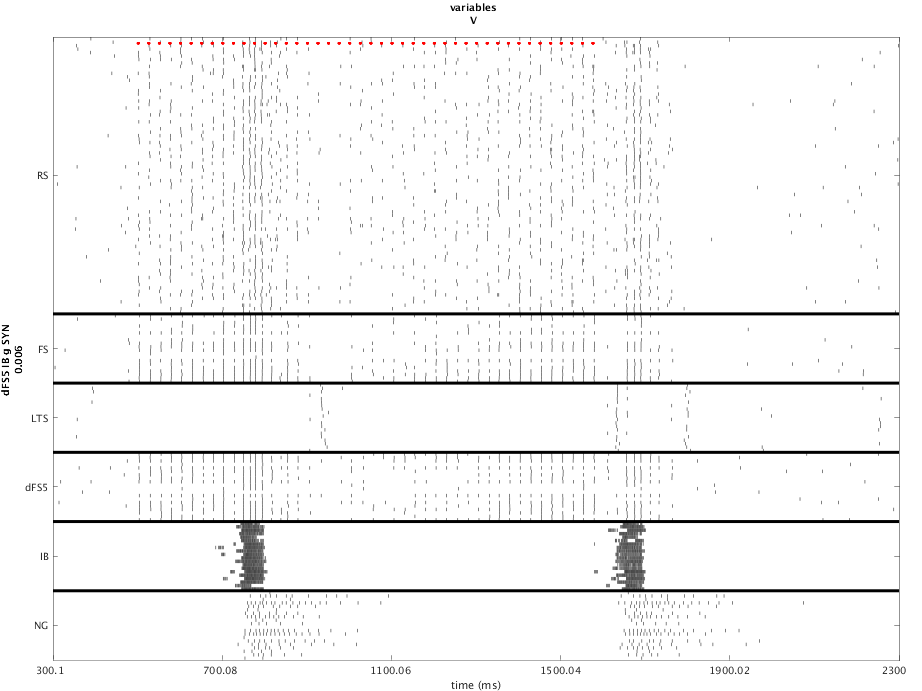 variables
V
RS
FS
LTS
dFS5
IB
NG
dFS5 IB g SYN
0.006
300.1
700.08
1100.06
1500.04
1900.02
2300
time (ms)